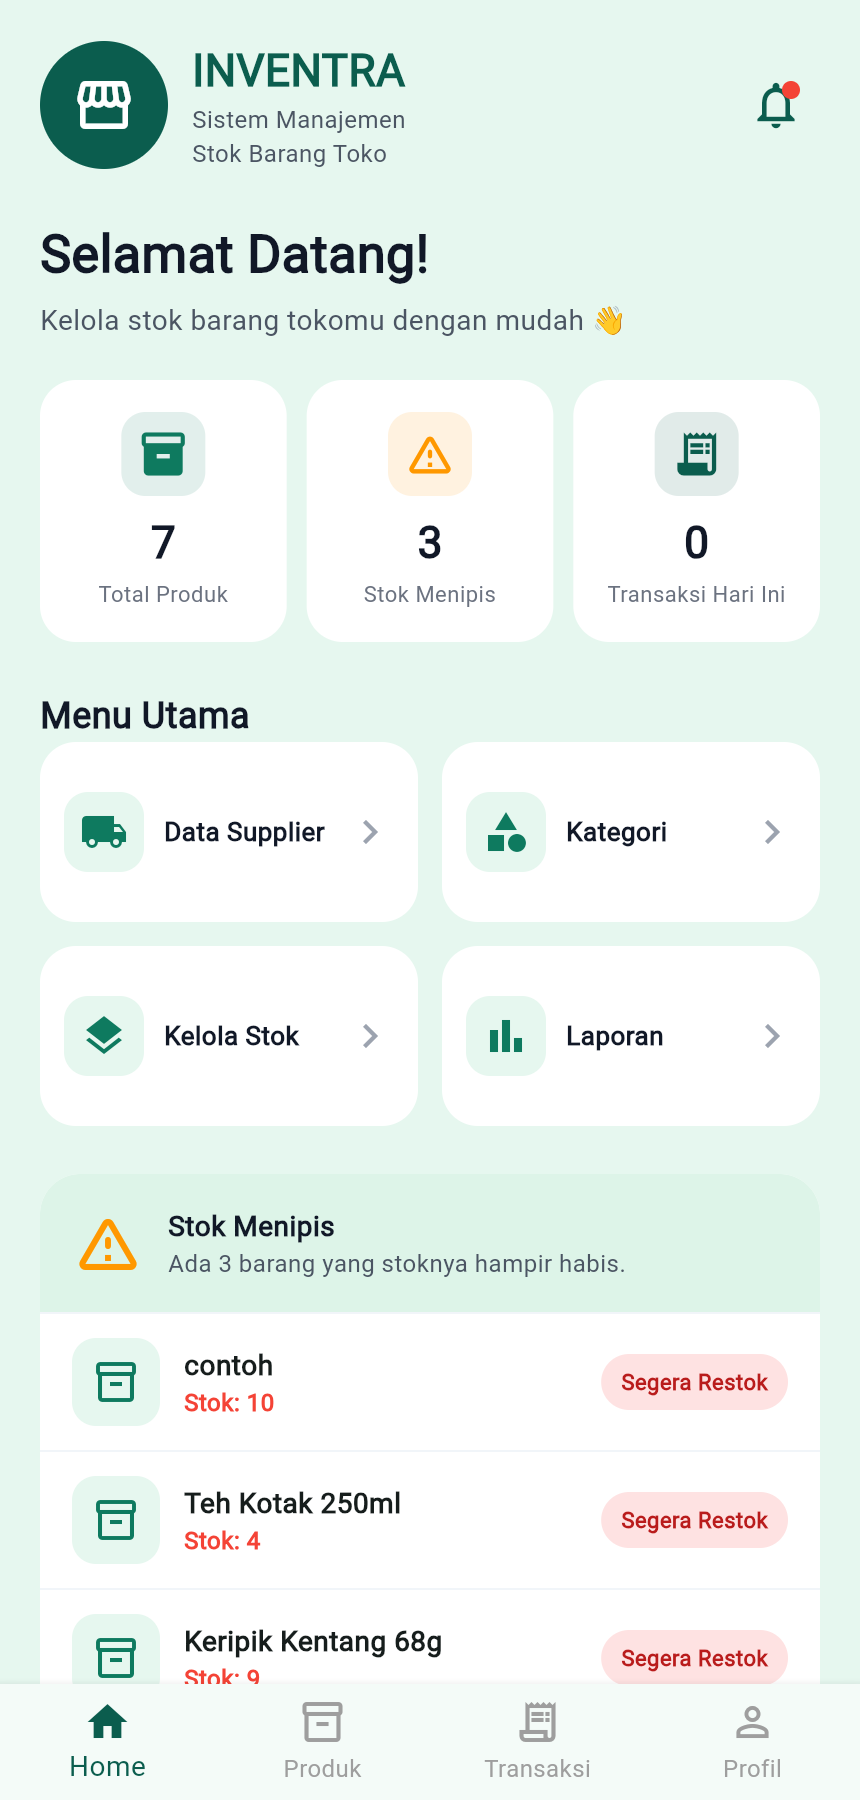 INVENTRA
Sistem Manajemen
Stok Barang Toko
Selamat Datang!
Kelola stok barang tokomu dengan mudah 👋
7
Total Produk
3
Stok Menipis
0
Transaksi Hari Ini
Menu Utama
Data Supplier
Kategori
Kelola Stok
Laporan
Stok Menipis
Ada 3 barang yang stoknya hampir habis.
contoh
Stok: 10
Segera Restok
Teh Kotak 250ml
Stok: 4
Segera Restok
Keripik Kentang 68g
Stok: 9
Segera Restok
Home
Produk
Transaksi
Profil